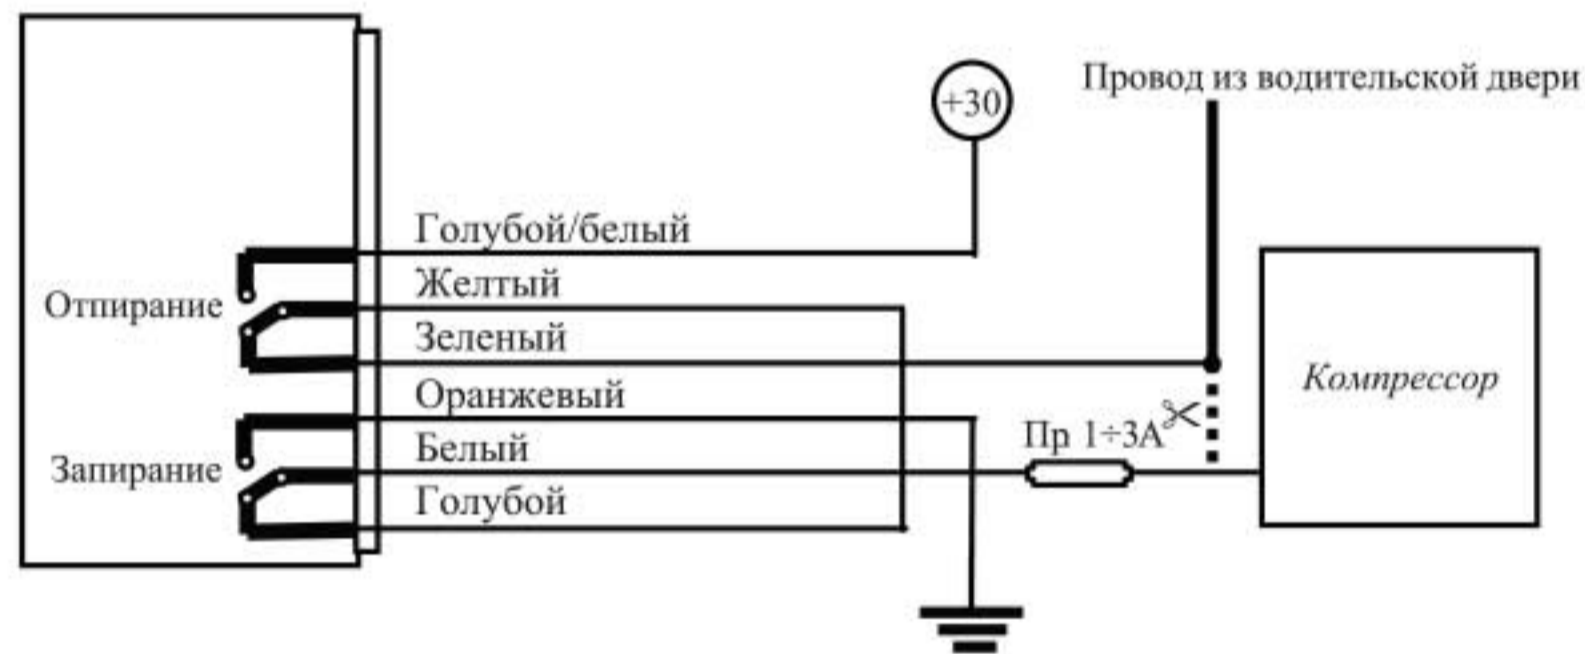 Провод из водительской двери
+30
Голубой/белый
Желтый
Отпирание
Зеленый
Компрессор
Оранжевый
Пр 1÷3А
Белый
Запирание
Голубой